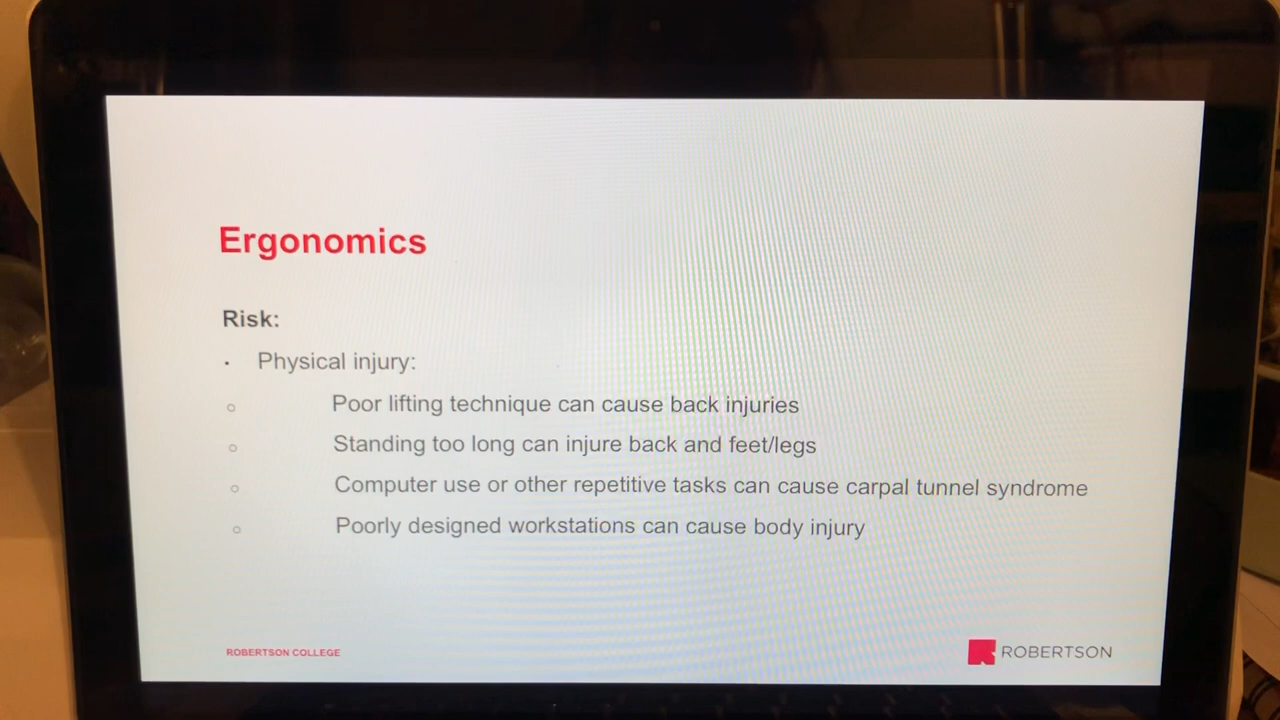 Ergonomics
Risk:
· Physical injury:
○ Poor lifting technique can cause back injuries
○ Standing too long can injure back and feet/legs
○ Computer use or other repetitive tasks can cause carpal tunnel syndrome
○ Poorly designed workstations can cause body injury
ROBERTSON COLLEGE
ROBERTSON